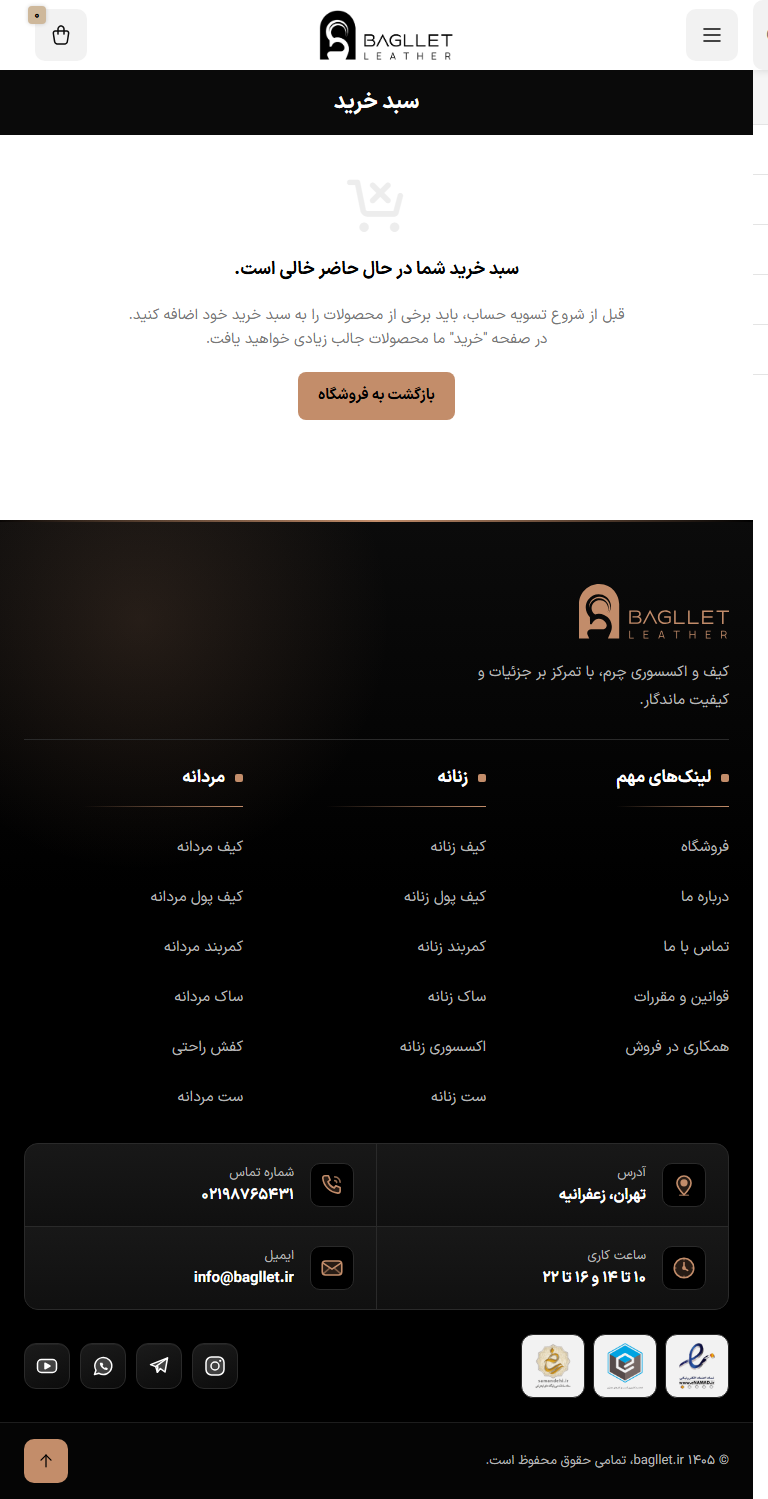 ۰
BAGLLET
LEATHER
سبد خرید
سبد خرید شما در حال حاضر خالی است.
قبل از شروع تسویه حساب، باید برخی از محصولات را به سبد خرید خود اضافه کنید.
در صفحه "خرید" ما محصولات جالب زیادی خواهید یافت.
بازگشت به فروشگاه
BAGLLET
LEATHER
کیف و اکسسوری چرم، با تمرکز بر جزئیات و
کیفیت ماندگار.
لینک‌های مهم
فروشگاه
درباره ما
تماس با ما
قوانین و مقررات
همکاری در فروش
زنانه
کیف زنانه
کیف پول زنانه
کمربند زنانه
ساک زنانه
اکسسوری زنانه
ست زنانه
مردانه
کیف مردانه
کیف پول مردانه
کمربند مردانه
ساک مردانه
کفش راحتی
ست مردانه
آدرس
تهران، زعفرانیه
شماره تماس
۰۲۱۹۸۷۶۵۴۳۱
ساعت کاری
۱۰ تا ۱۴ و ۱۶ تا ۲۲
ایمیل
info@bagllet.ir
www.eNAMAD.ir
samandehi.ir
© ۱۴۰۵ bagllet.ir، تمامی حقوق محفوظ است.